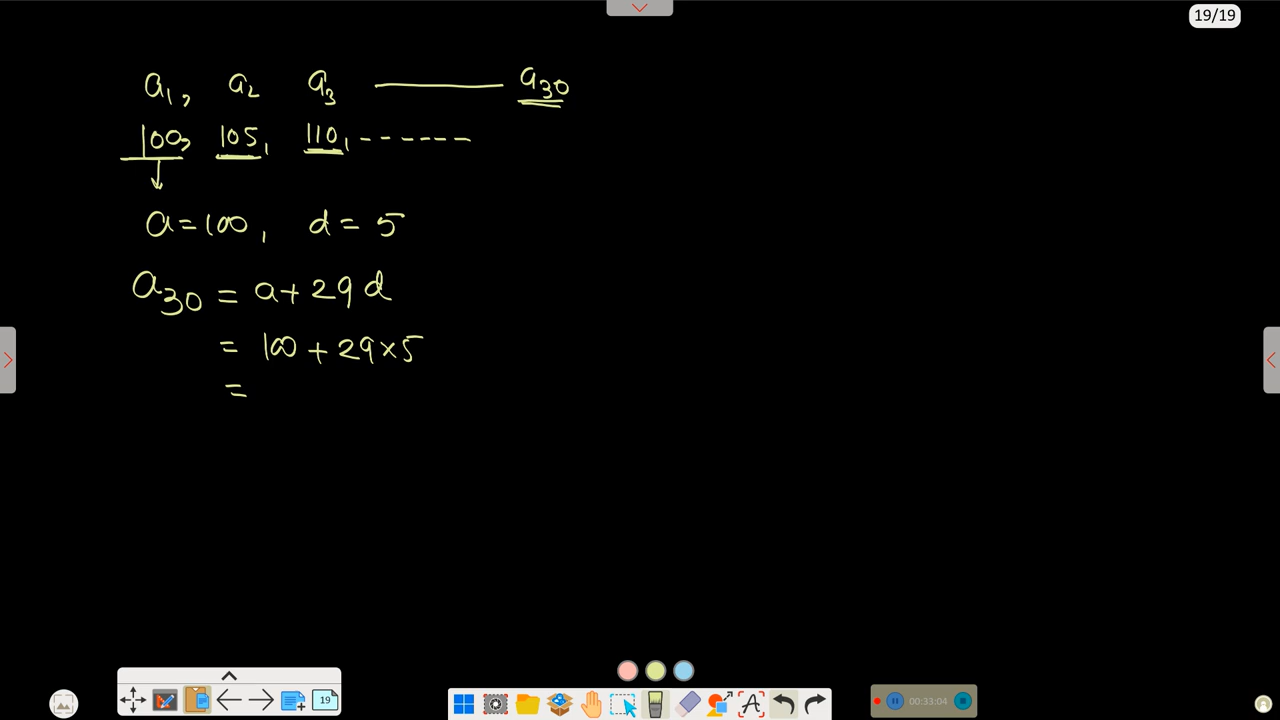 19/19
a₁, a₂ a₃ ——— a₃₀
100, 105, 110, - - - - - -
a = 100, d = 5
a₃₀ = a + 29d
= 100 + 29 × 5
=
19
00:33:04